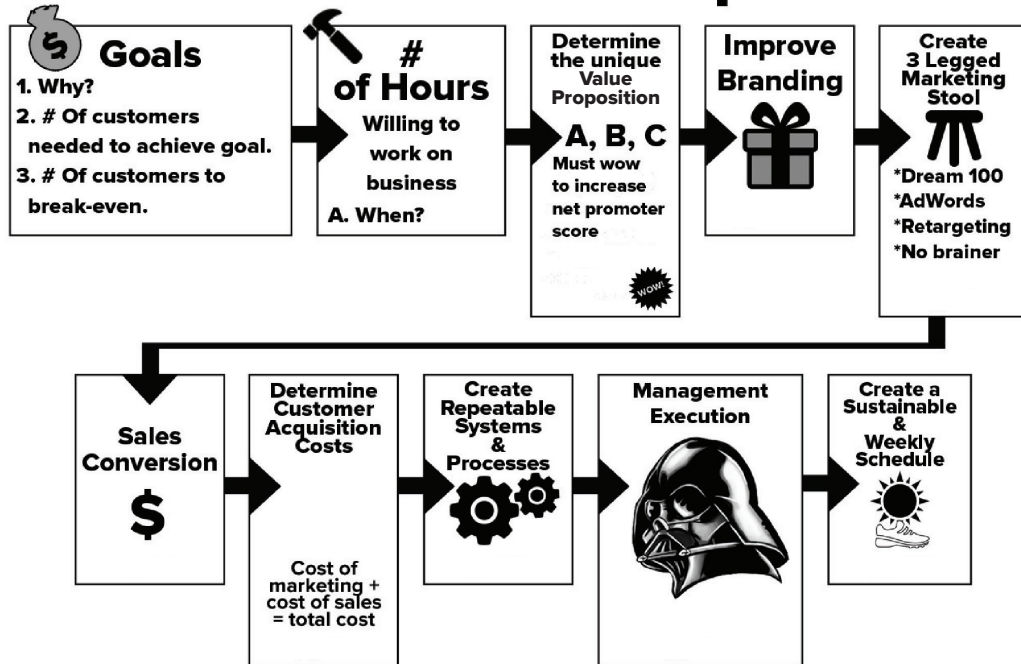 Goals
1. Why?
2. # Of customers
needed to achieve goal.
3. # Of customers to
break-even.
$
#
of Hours
Willing to
work on
business
A. When?
Determine
the unique
Value
Proposition
A, B, C
Must wow
to increase
net promoter
score
WOW!
Improve
Branding
Create
3 Legged
Marketing
Stool
*Dream 100
*AdWords
*Retargeting
*No brainer
Sales
Conversion
$
Determine
Customer
Acquisition
Costs
Cost of
marketing +
cost of sales
= total cost
Create
Repeatable
Systems
&
Processes
Management
Execution
Create a
Sustainable
&
Weekly
Schedule